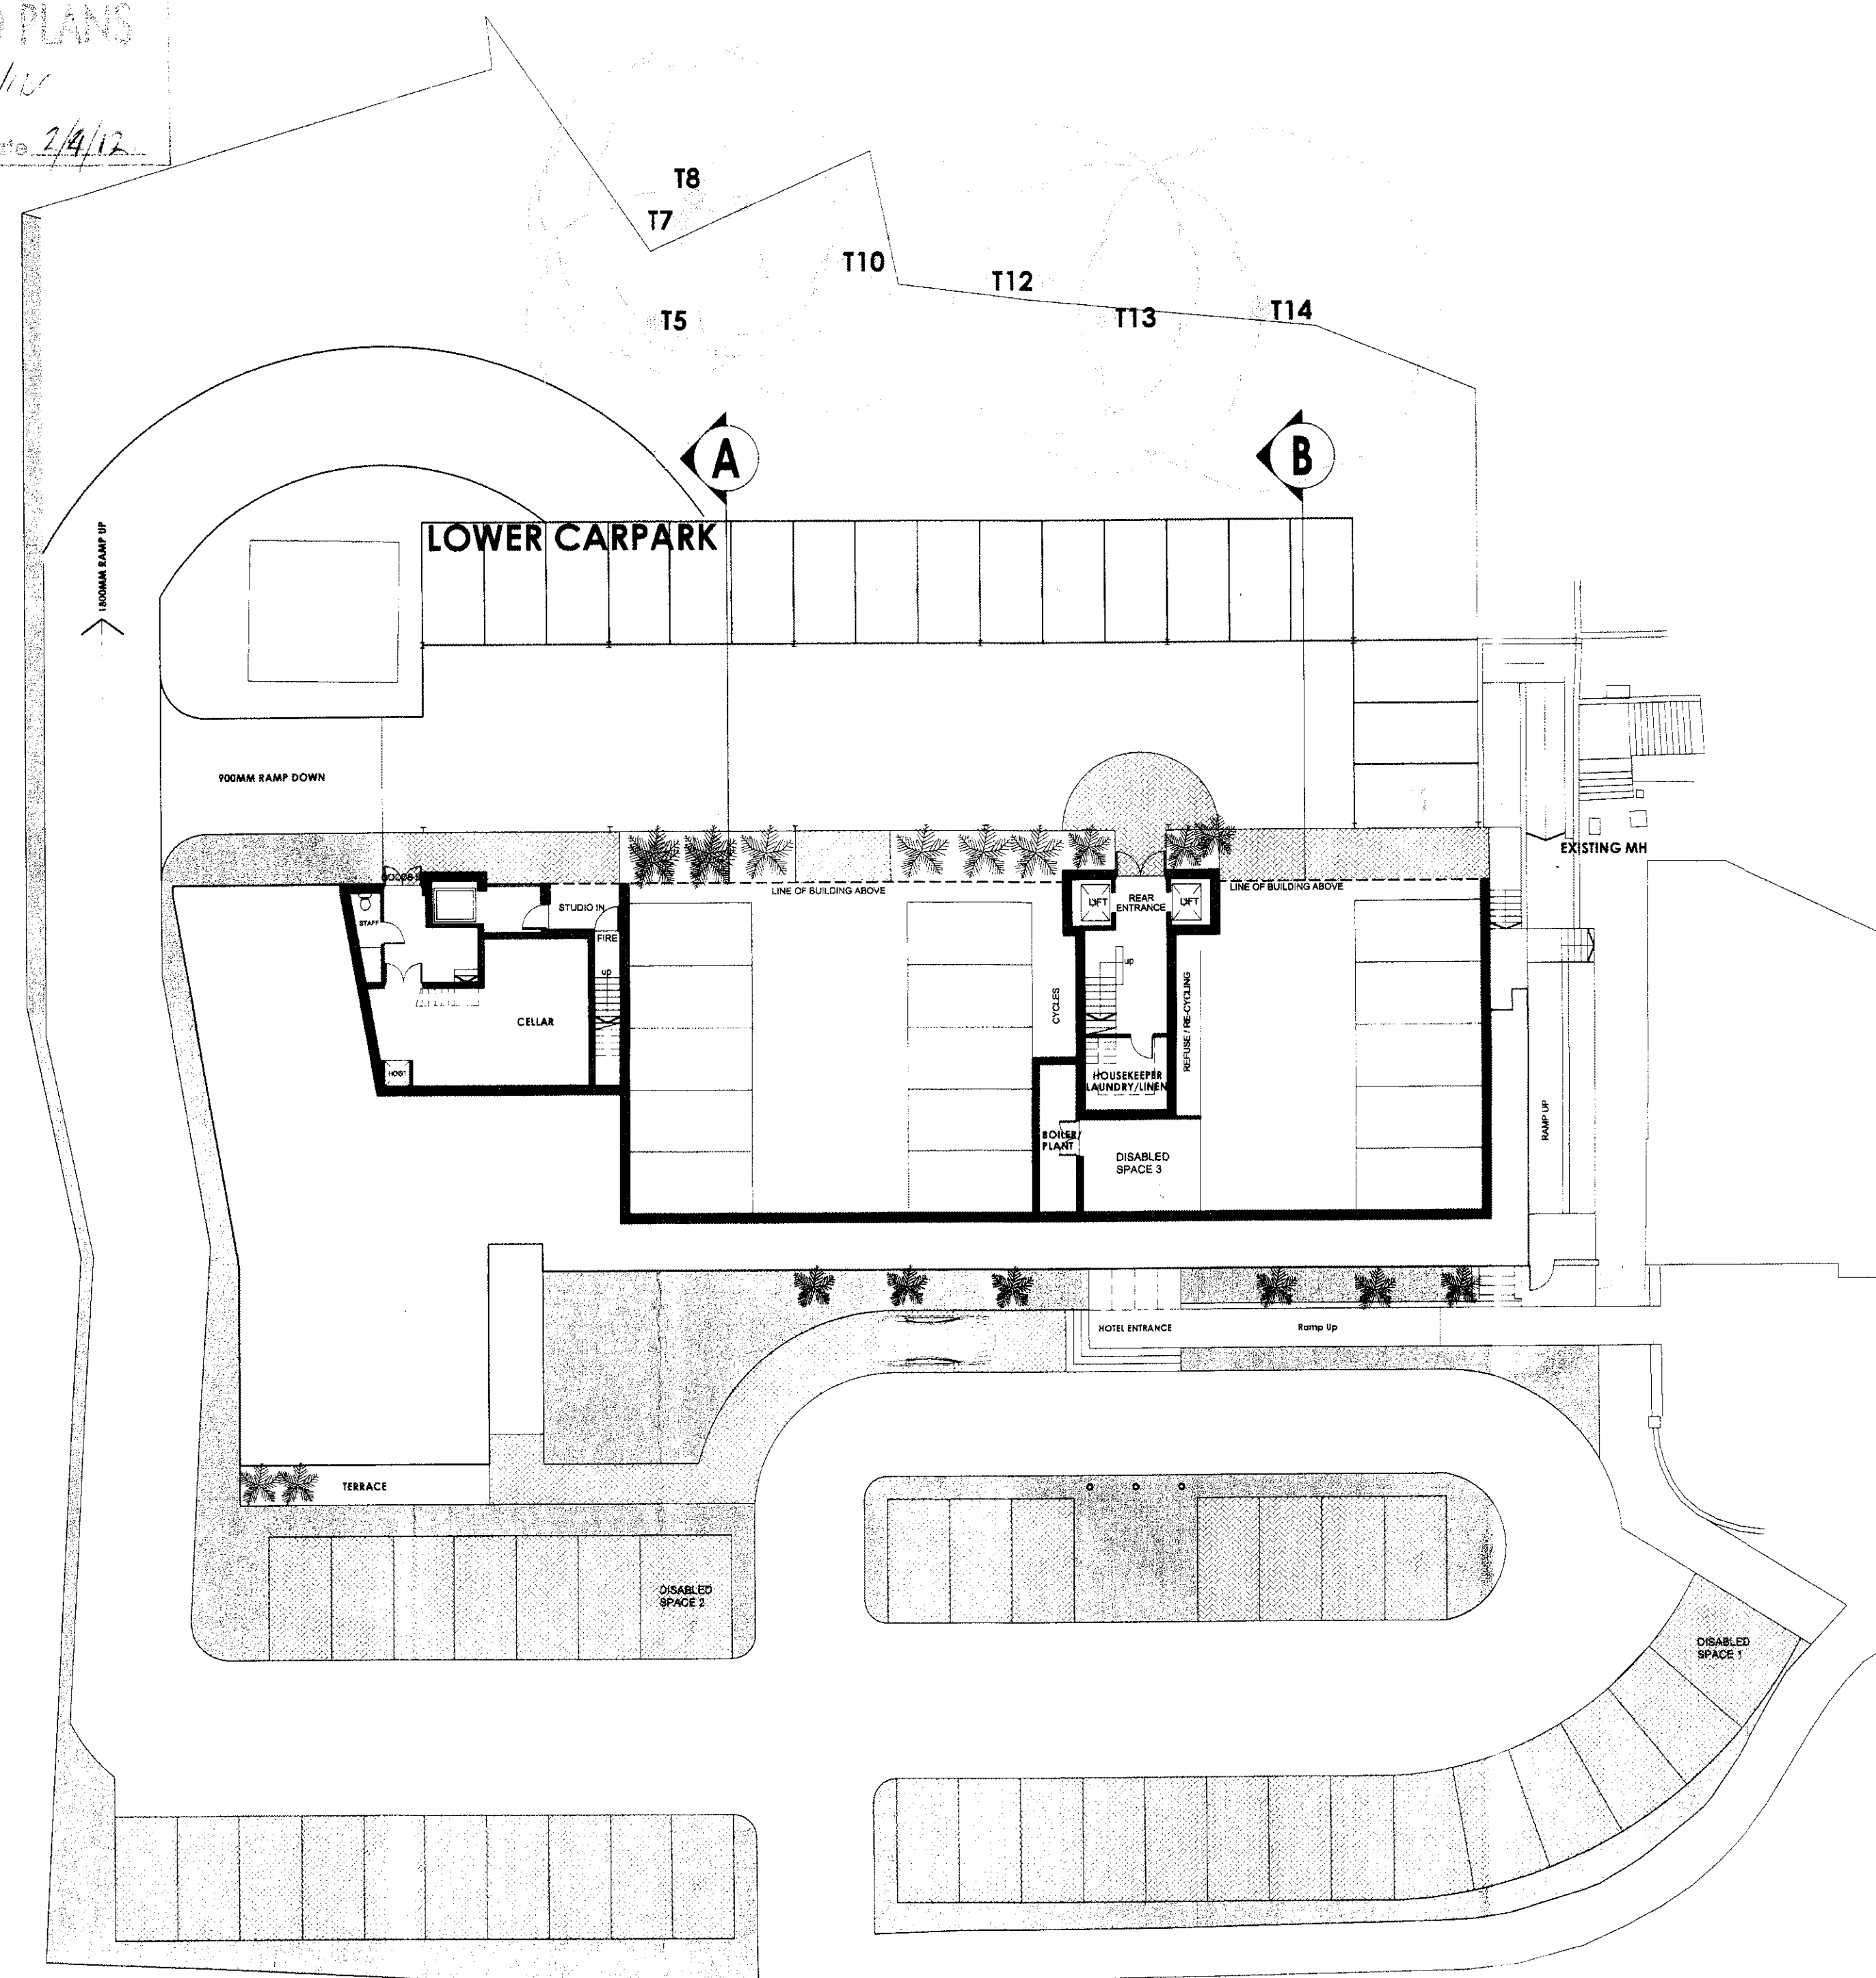 PLANS
2/4/12
T8
T7
T10
T12
T5
T13
T14
A
B
LOWER CARPARK
1800MM RAMP UP
900MM RAMP DOWN
EXISTING MH
LINE OF BUILDING ABOVE
LINE OF BUILDING ABOVE
STAFF
STUDIO IN
FIRE
up
LIFT
REAR
ENTRANCE
LIFT
up
CELLAR
CYCLES
REFUSE / RE-CYCLING
HOUSEKEEPER
LAUNDRY/LINEN
BOILER/
PLANT
DISABLED
SPACE 3
RAMP UP
HOTEL ENTRANCE
Ramp Up
TERRACE
DISABLED
SPACE 2
DISABLED
SPACE 1